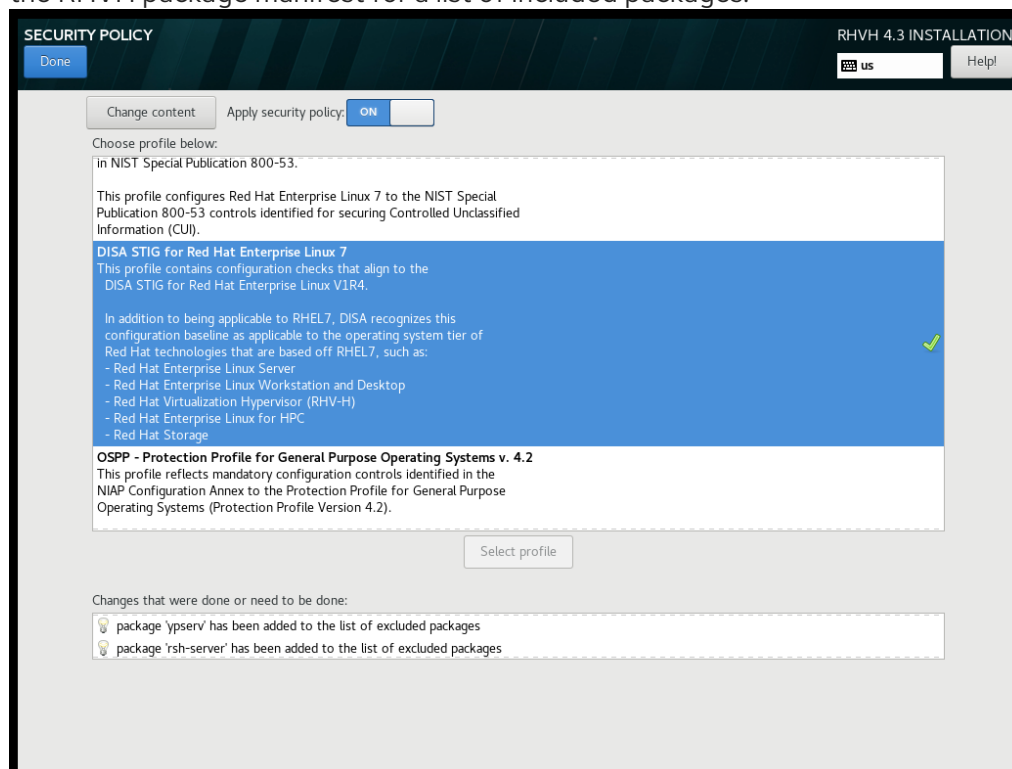 the RHVH package manifest for a list of included packages.
SECURITY POLICY
RHVH 4.3 INSTALLATION
Done
us
Help!
Change content
Apply security policy:
ON
Choose profile below:
in NIST Special Publication 800-53.
This profile configures Red Hat Enterprise Linux 7 to the NIST Special
Publication 800-53 controls identified for securing Controlled Unclassified
Information (CUI).
DISA STIG for Red Hat Enterprise Linux 7
This profile contains configuration checks that align to the
DISA STIG for Red Hat Enterprise Linux V1R4.
In addition to being applicable to RHEL7, DISA recognizes this
configuration baseline as applicable to the operating system tier of
Red Hat technologies that are based off RHEL7, such as:
- Red Hat Enterprise Linux Server
- Red Hat Enterprise Linux Workstation and Desktop
- Red Hat Virtualization Hypervisor (RHV-H)
- Red Hat Enterprise Linux for HPC
- Red Hat Storage
OSPP - Protection Profile for General Purpose Operating Systems v. 4.2
This profile reflects mandatory configuration controls identified in the
NIAP Configuration Annex to the Protection Profile for General Purpose
Operating Systems (Protection Profile Version 4.2).
Select profile
Changes that were done or need to be done:
package 'ypserv' has been added to the list of excluded packages
package 'rsh-server' has been added to the list of excluded packages